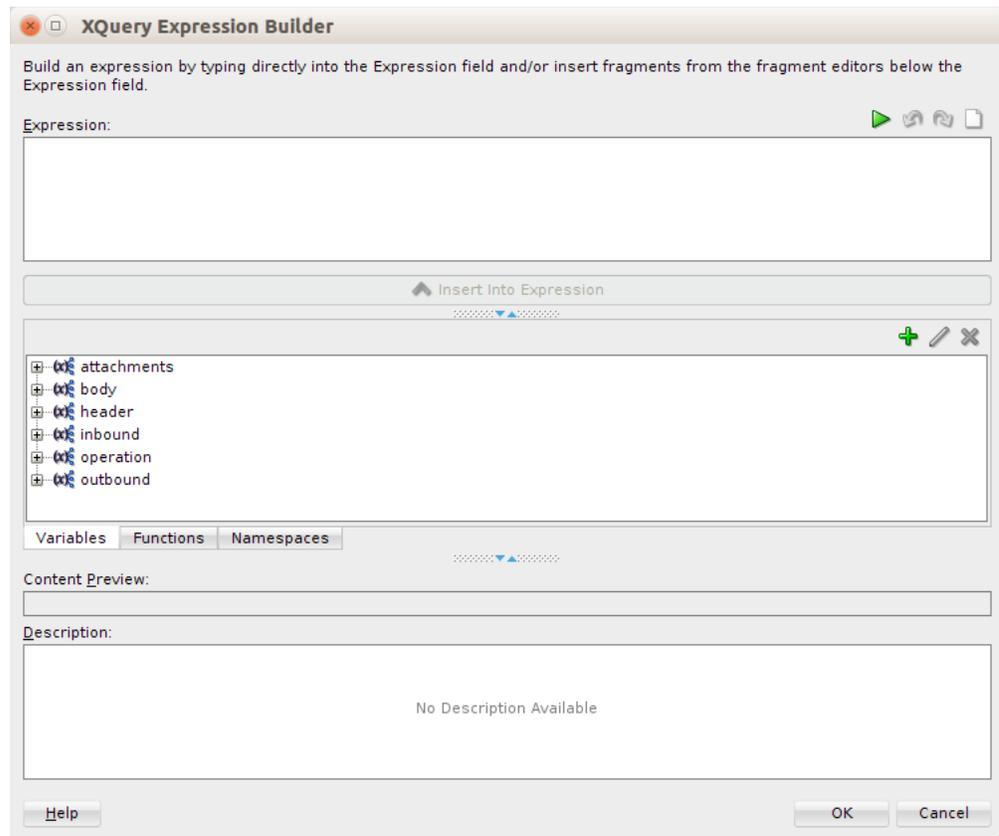 XQuery Expression Builder
Build an expression by typing directly into the Expression field and/or insert fragments from the fragment editors below the
Expression field.
Expression:
Insert Into Expression
attachments
body
header
inbound
operation
outbound
Variables Functions Namespaces
Content Preview:
Description:
No Description Available
Help OK Cancel